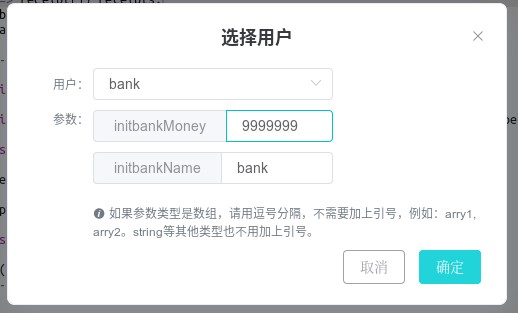 选择用户
用户： bank
参数： initbankMoney 9999999
initbankName bank
如果参数类型是数组，请用逗号分隔，不需要加上引号，例如：arry1,
arry2。string等其他类型也不用加上引号。
取消 确定